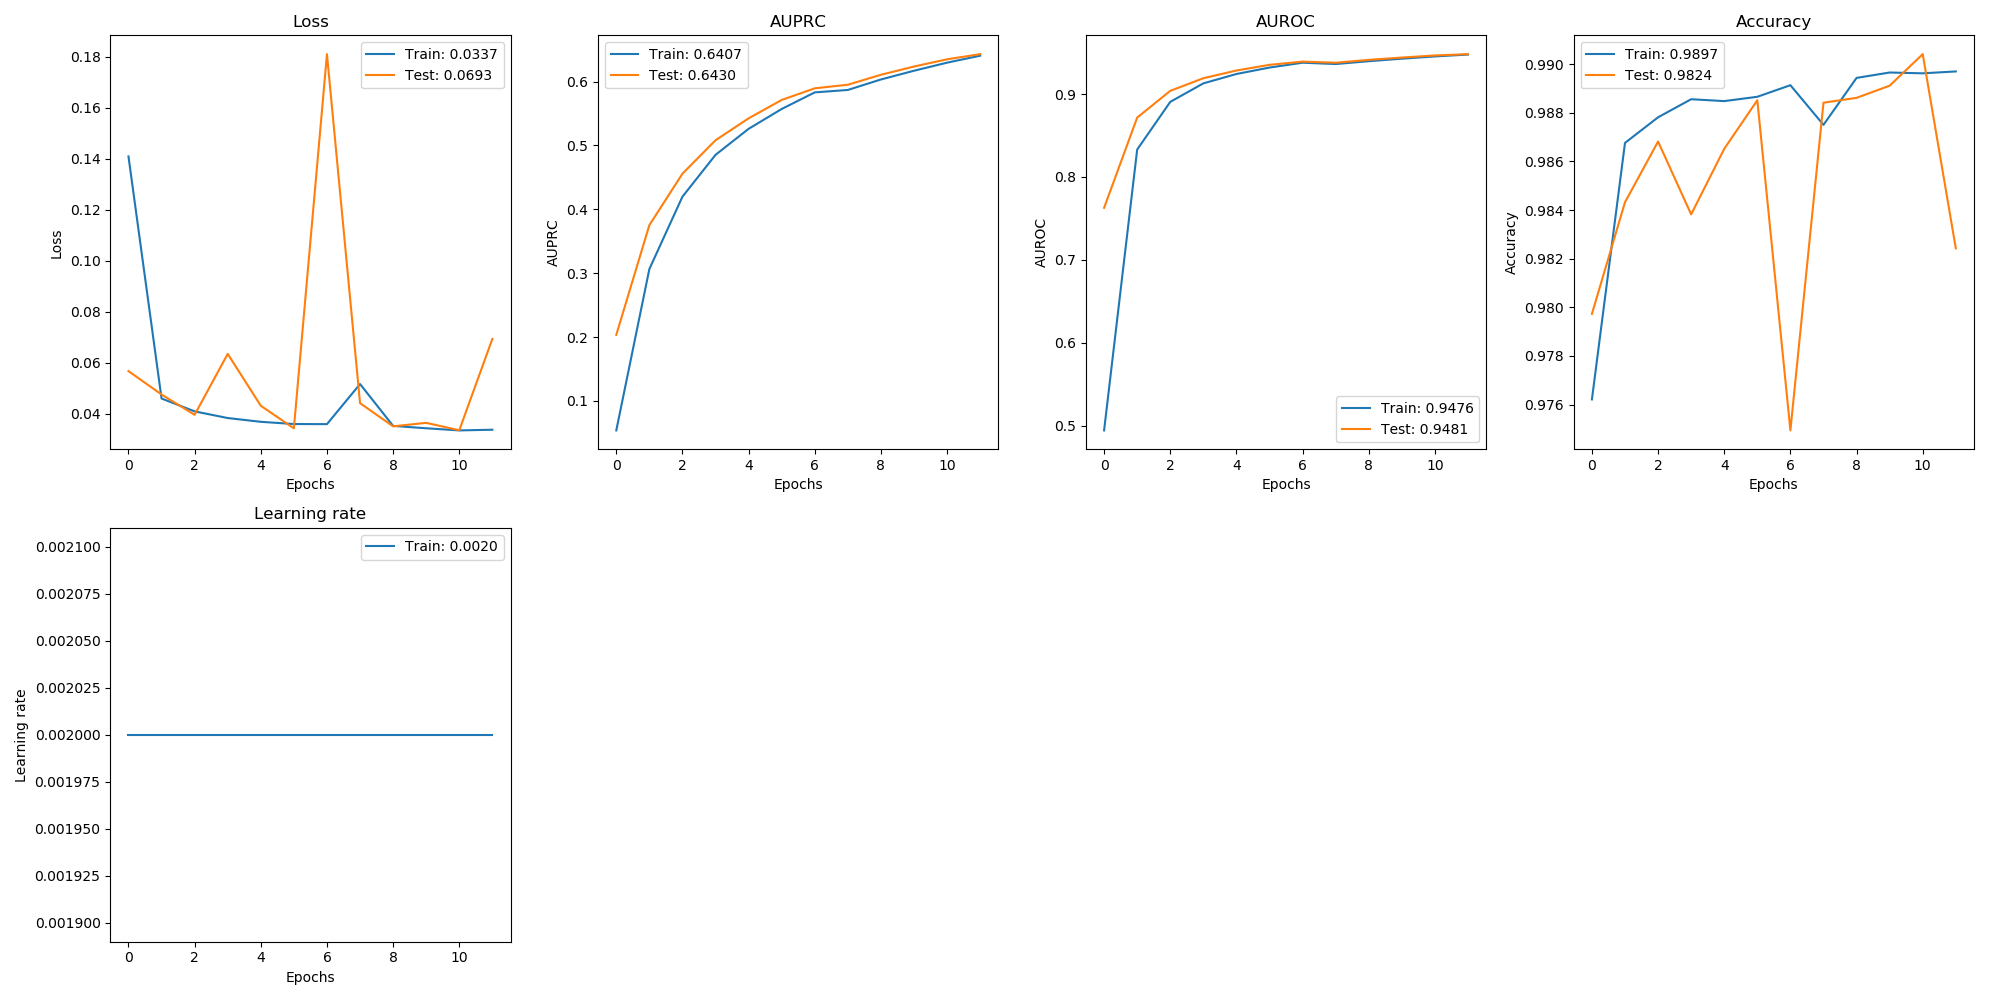 Loss
Train: 0.0337
Test: 0.0693
0.18
0.16
0.14
0.12
0.10
0.08
0.06
0.04
Loss
0 2 4 6 8 10
Epochs
AUPRC
Train: 0.6407
Test: 0.6430
0.6
0.5
0.4
0.3
0.2
0.1
AUPRC
0 2 4 6 8 10
Epochs
AUROC
0.9
0.8
0.7
0.6
0.5
AUROC
Train: 0.9476
Test: 0.9481
0 2 4 6 8 10
Epochs
Accuracy
Train: 0.9897
Test: 0.9824
0.990
0.988
0.986
0.984
0.982
0.980
0.978
0.976
Accuracy
0 2 4 6 8 10
Epochs
Learning rate
Train: 0.0020
0.002100
0.002075
0.002050
0.002025
0.002000
0.001975
0.001950
0.001925
0.001900
Learning rate
0 2 4 6 8 10
Epochs